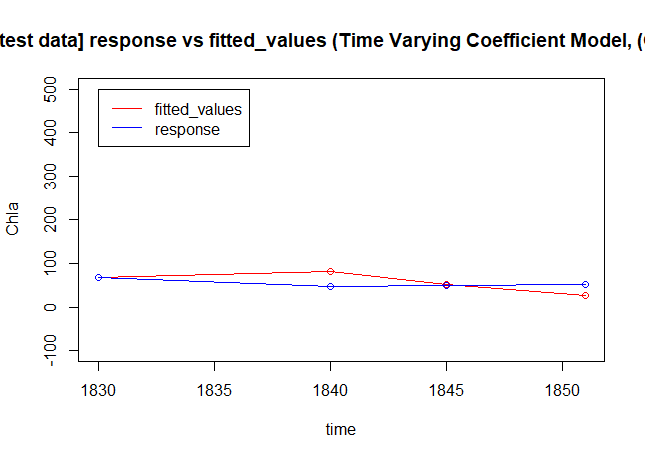 test data] response vs fitted_values (Time Varying Coefficient Model, (
fitted_values
response
Chla
500
400
300
200
100
0
-100
1830
1835
1840
1845
1850
time